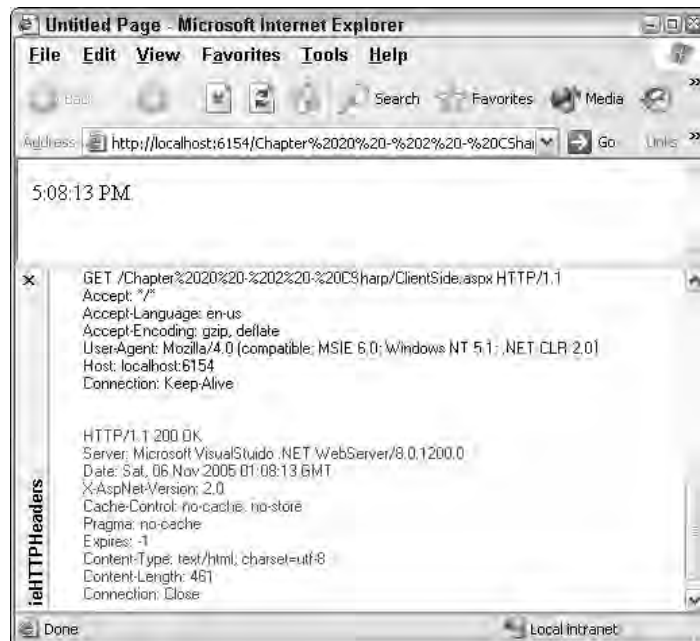 Untitled Page - Microsoft Internet Explorer
File Edit View Favorites Tools Help
Back Search Favorites Media »
Address http://localhost:6154/Chapter%2020%20-%202%20-%20CShar Go Links »
5:08:13 PM
GET /Chapter%2020%20-%202%20-%20CSharp/ClientSide.aspx HTTP/1.1
Accept: */*
Accept-Language: en-us
Accept-Encoding: gzip, deflate
User-Agent: Mozilla/4.0 (compatible; MSIE 6.0; Windows NT 5.1; .NET CLR 2.0)
Host: localhost:6154
Connection: Keep-Alive
HTTP/1.1 200 OK
Server: Microsoft VisualStuido .NET WebServer/8.0.1200.0
Date: Sat, 06 Nov 2005 01:08:13 GMT
X-AspNet-Version: 2.0
Cache-Control: no-cache, no-store
Pragma: no-cache
Expires: -1
Content-Type: text/html; charset=utf-8
Content-Length: 461
Connection: Close
ieHTTPHeaders
Done Local intranet